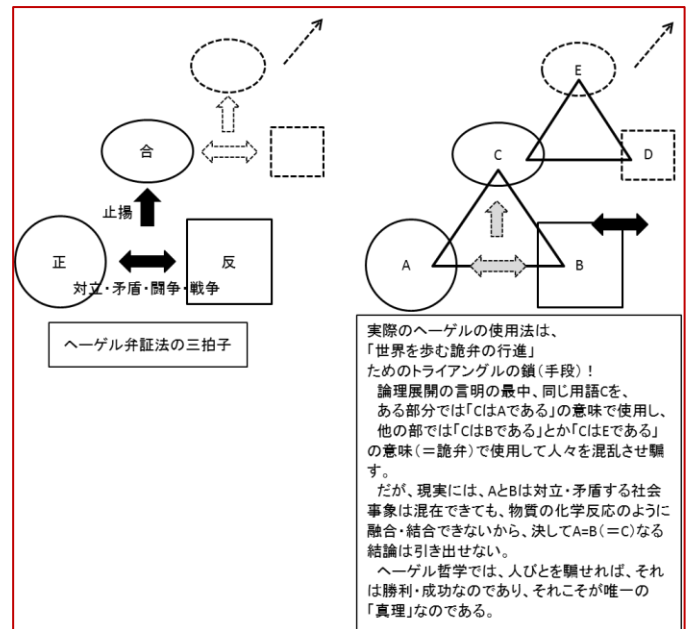 合
止揚
正
反
対立・矛盾・闘争・戦争
ヘーゲル弁証法の三拍子
E
D
C
A
B
実際のヘーゲルの使用法は、
「世界を歩む詭弁の行進」
ためのトライアングルの鎖(手段)!
論理展開の言明の最中、同じ用語Cを、
ある部分では「CはAである」の意味で使用し、
他の部では「CはBである」とか「CはEである」
の意味(=詭弁)で使用して人々を混乱させ騙
す。
だが、現実には、AとBは対立・矛盾する社会
事象は混在できても、物質の化学反応のように
融合・結合できないから、決してA=B(=C)なる
結論は引き出せない。
ヘーゲル哲学では、人びとを騙せれば、それ
は勝利・成功なのであり、それこそが唯一の
「真理」なのである。